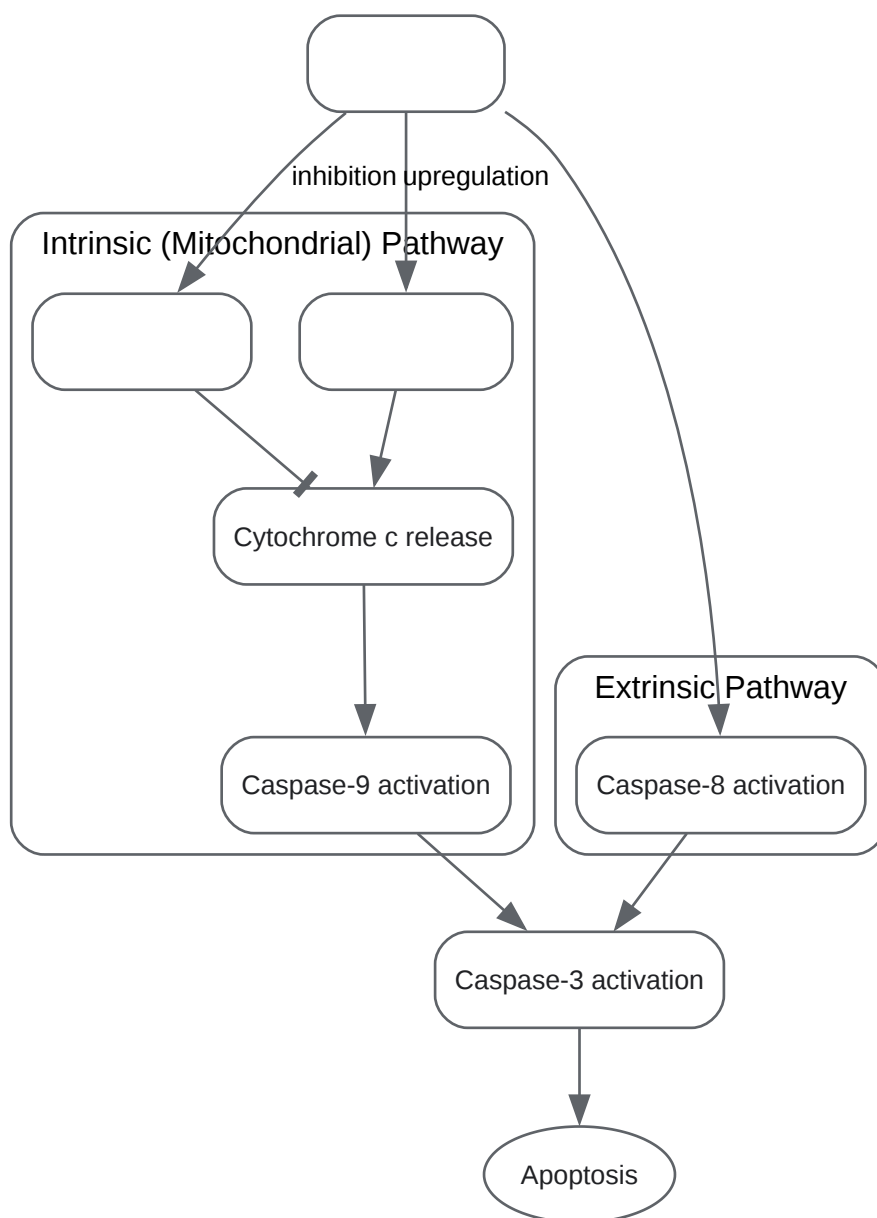 inhibition upregulation
Intrinsic (Mitochondrial) Pathway
Cytochrome c release
Extrinsic Pathway
Caspase-9 activation
Caspase-8 activation
Caspase-3 activation
Apoptosis